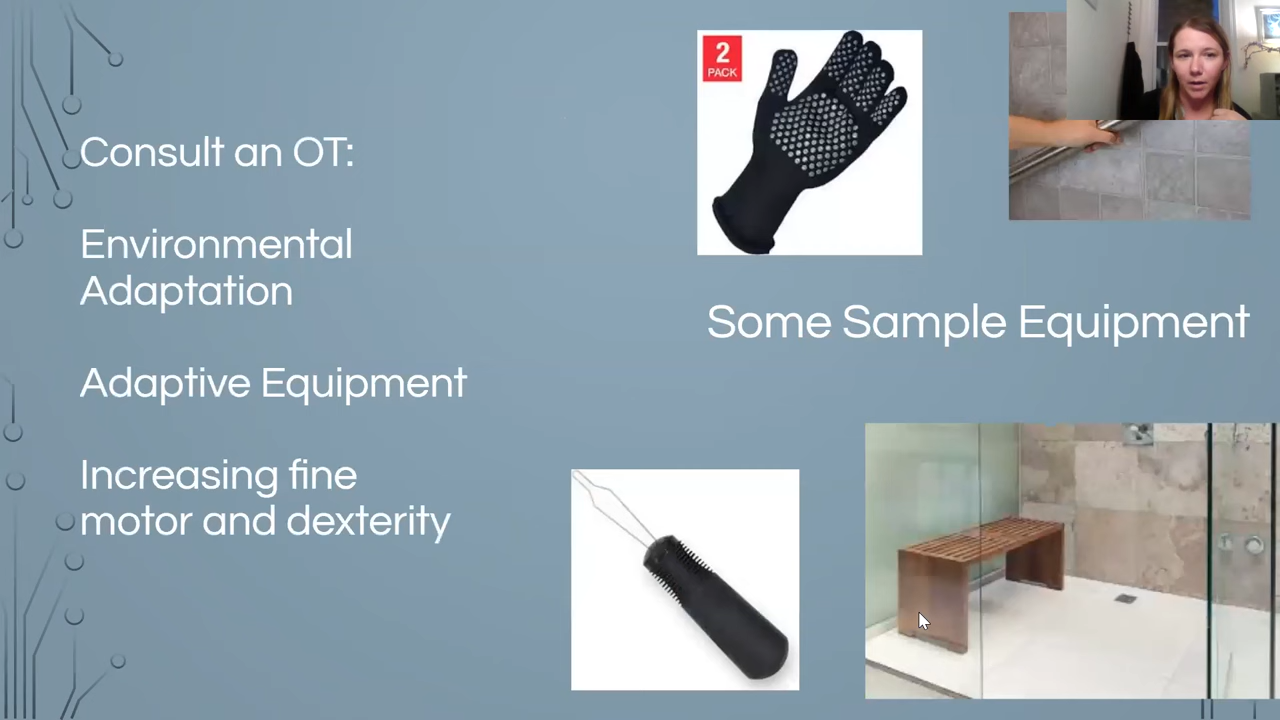 Consult an OT:
Environmental
Adaptation
Adaptive Equipment
Increasing fine
motor and dexterity
2
PACK
Some Sample Equipment